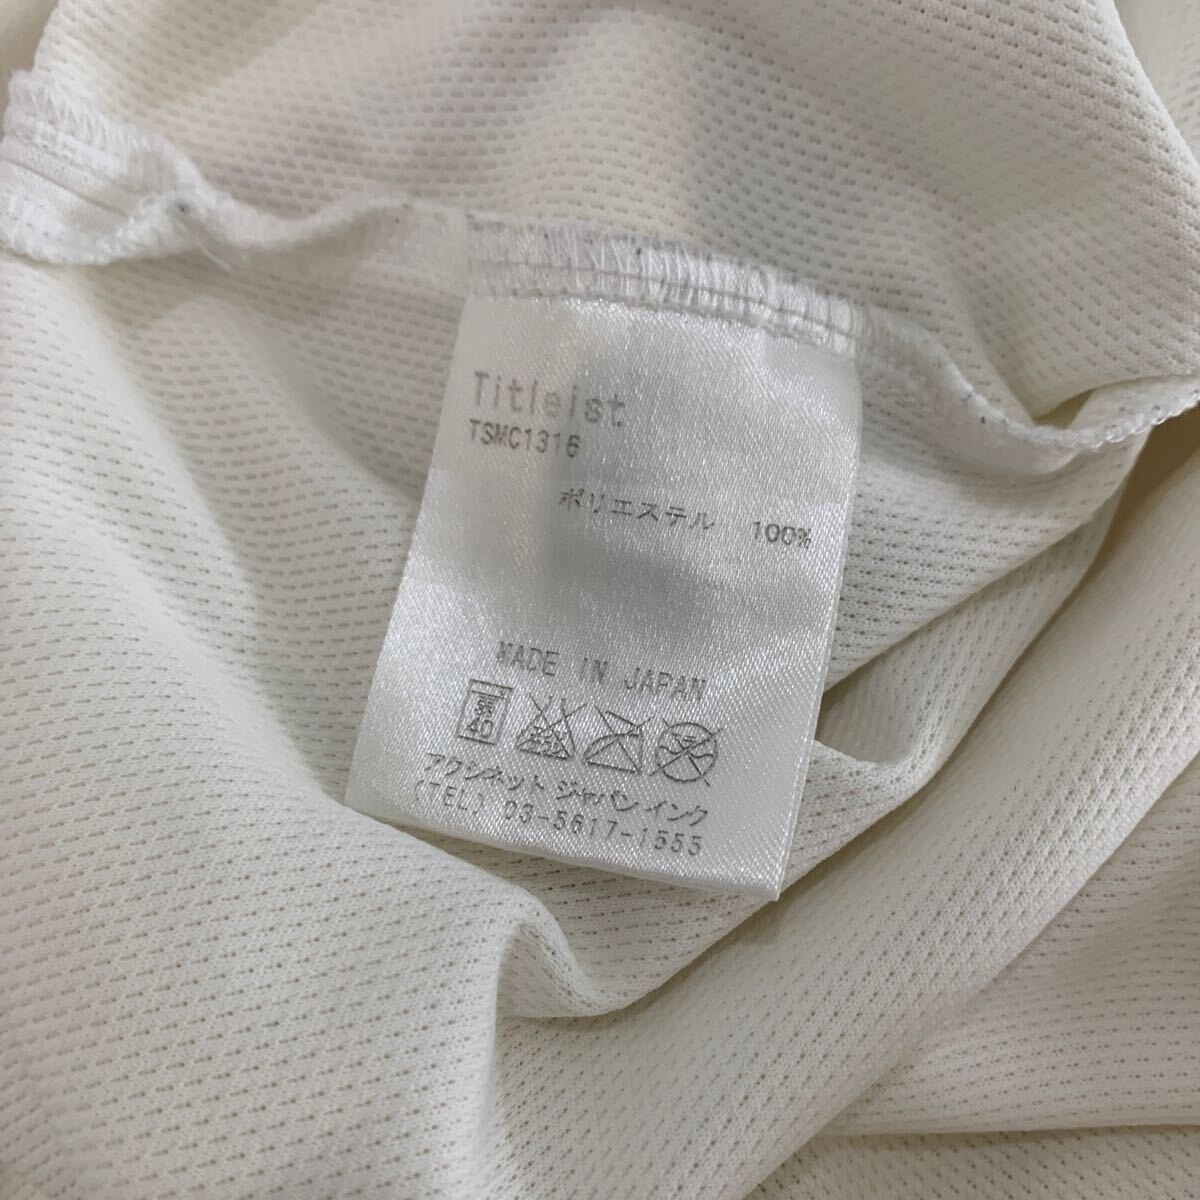 Titleist
TSMC1316
ポリエステル 100%
MADE IN JAPAN
40
アクシネット ジャパン インク
(TEL) 03-5617-1555